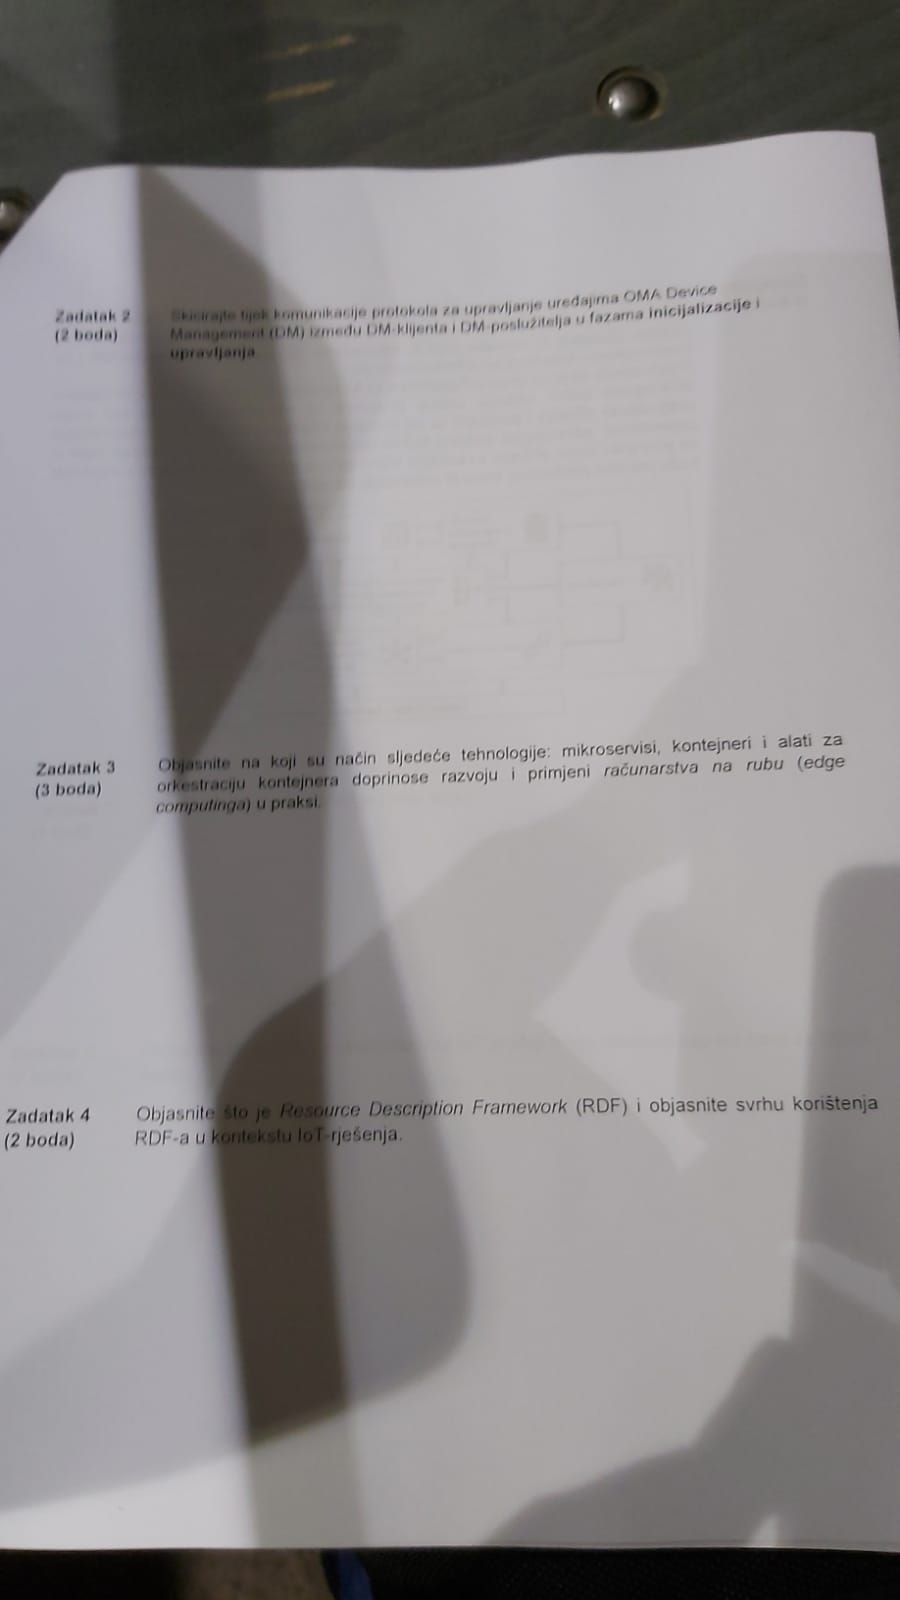 Zadatak 2
(2 boda)
Skicirajte tijek komunikacije protokola za upravljanje uređajima OMA Device
Management (DM) između DM-klijenta i DM-poslužitelja u fazama inicijalizacije i
upravljanja
Zadatak 3
(3 boda)
Objasnite na koji su način sljedeće tehnologije: mikroservisi, kontejneri i alati za
orkestraciju kontejnera doprinose razvoju i primjeni računarstva na rubu (edge
computinga) u praksi.
Zadatak 4
(2 boda)
Objasnite što je Resource Description Framework (RDF) i objasnite svrhu korištenja
RDF-a u kontekstu IoT-rješenja.